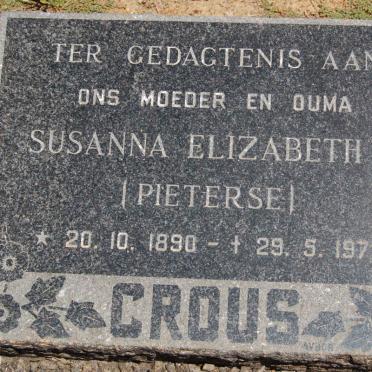 TER GEDAGTENIS AAN
ONS MOEDER EN OUMA
SUSANNA ELIZABETH
(PIETERSE)
* 20. 10. 1890 - † 29. 5. 197
CROUS